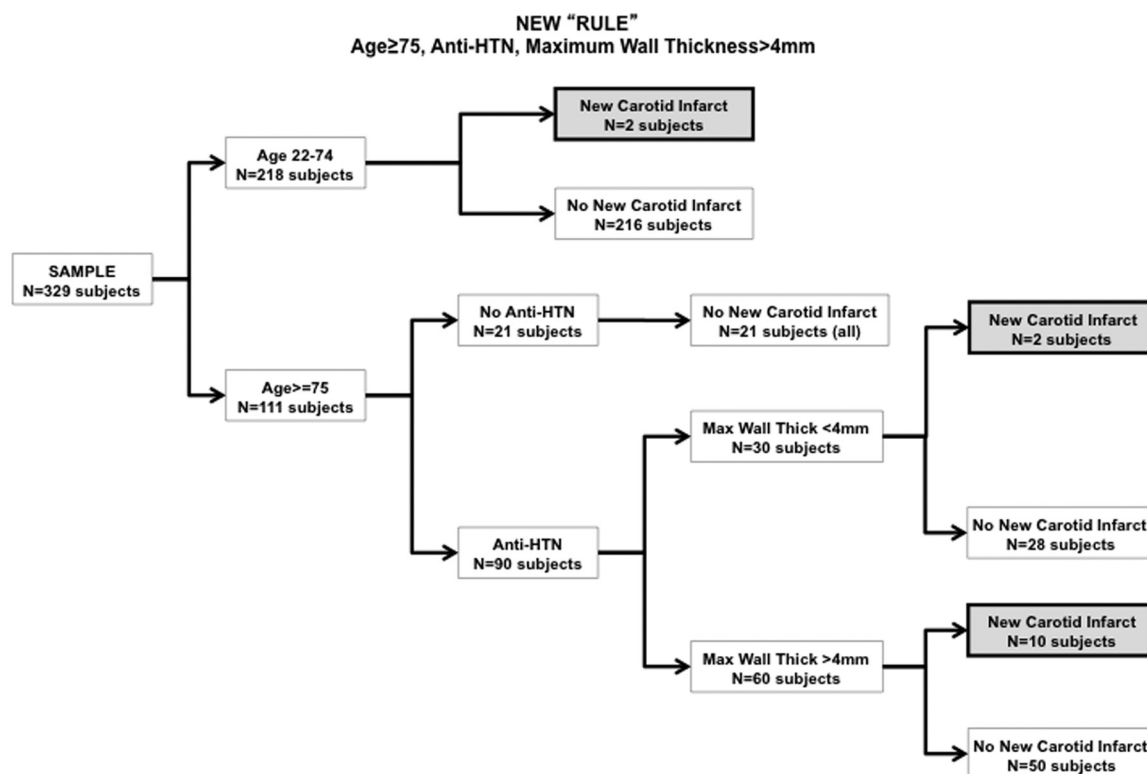 NEW “RULE”
Age≥75, Anti-HTN, Maximum Wall Thickness>4mm
New Carotid Infarct
N=2 subjects
Age 22-74
N=218 subjects
No New Carotid Infarct
N=216 subjects
SAMPLE
N=329 subjects
No Anti-HTN
N=21 subjects
No New Carotid Infarct
N=21 subjects (all)
New Carotid Infarct
N=2 subjects
Age>=75
N=111 subjects
Max Wall Thick <4mm
N=30 subjects
No New Carotid Infarct
N=28 subjects
Anti-HTN
N=90 subjects
New Carotid Infarct
N=10 subjects
Max Wall Thick >4mm
N=60 subjects
No New Carotid Infarct
N=50 subjects